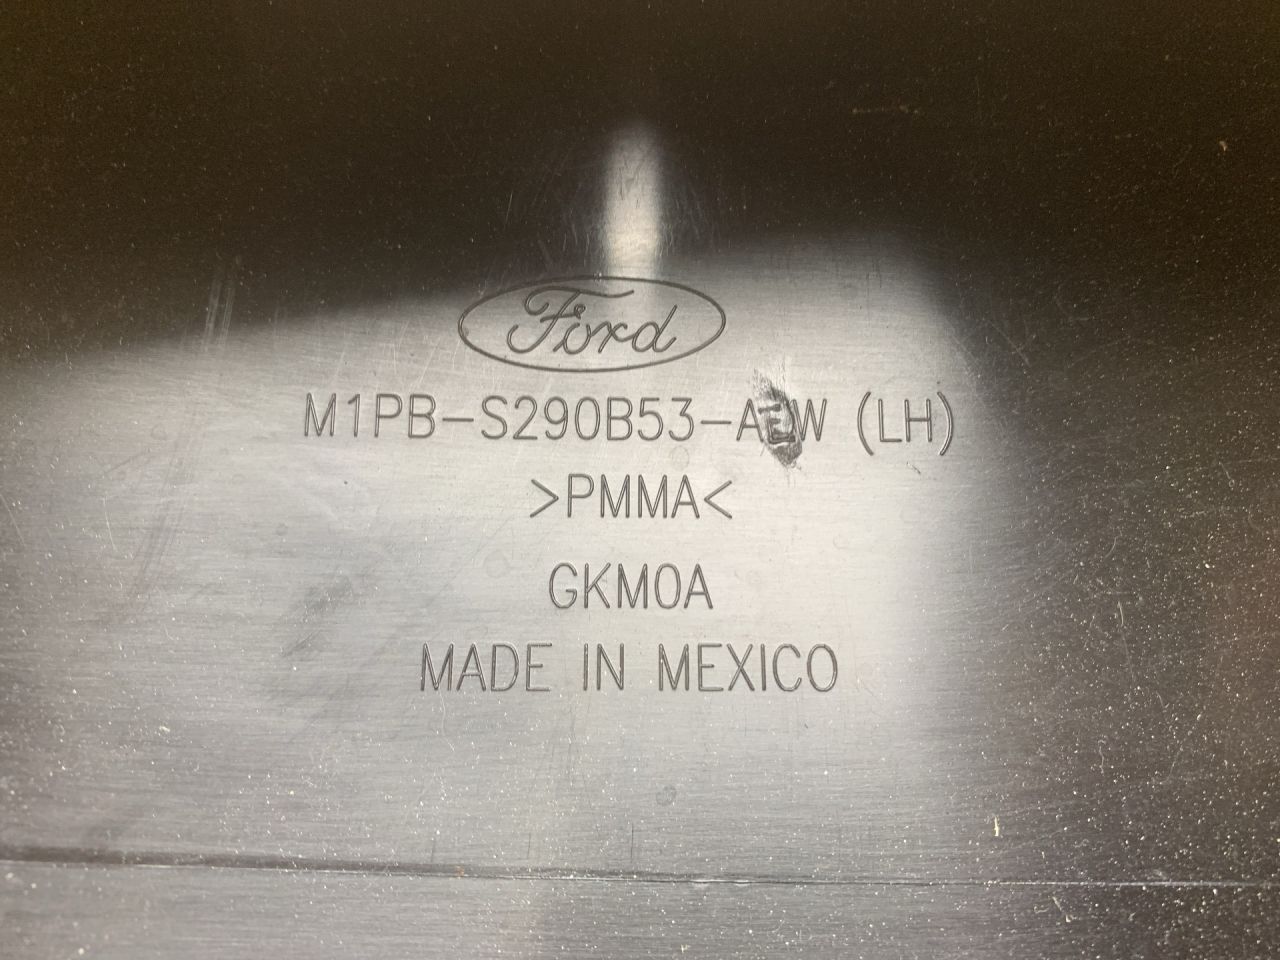 Ford
M1PB-S290B53-AEW (LH)
>PMMA<
GKM0A
MADE IN MEXICO